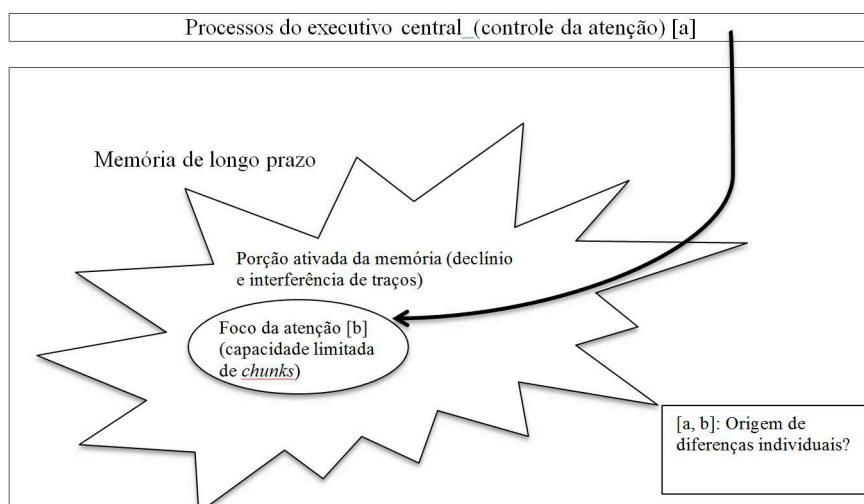 Processos do executivo central (controle da atenção) [a]
Memória de longo prazo
Porção ativada da memória (declínio
e interferência de traços)
Foco da atenção [b]
(capacidade limitada
de chunks)
[a, b]: Origem de
diferenças individuais?